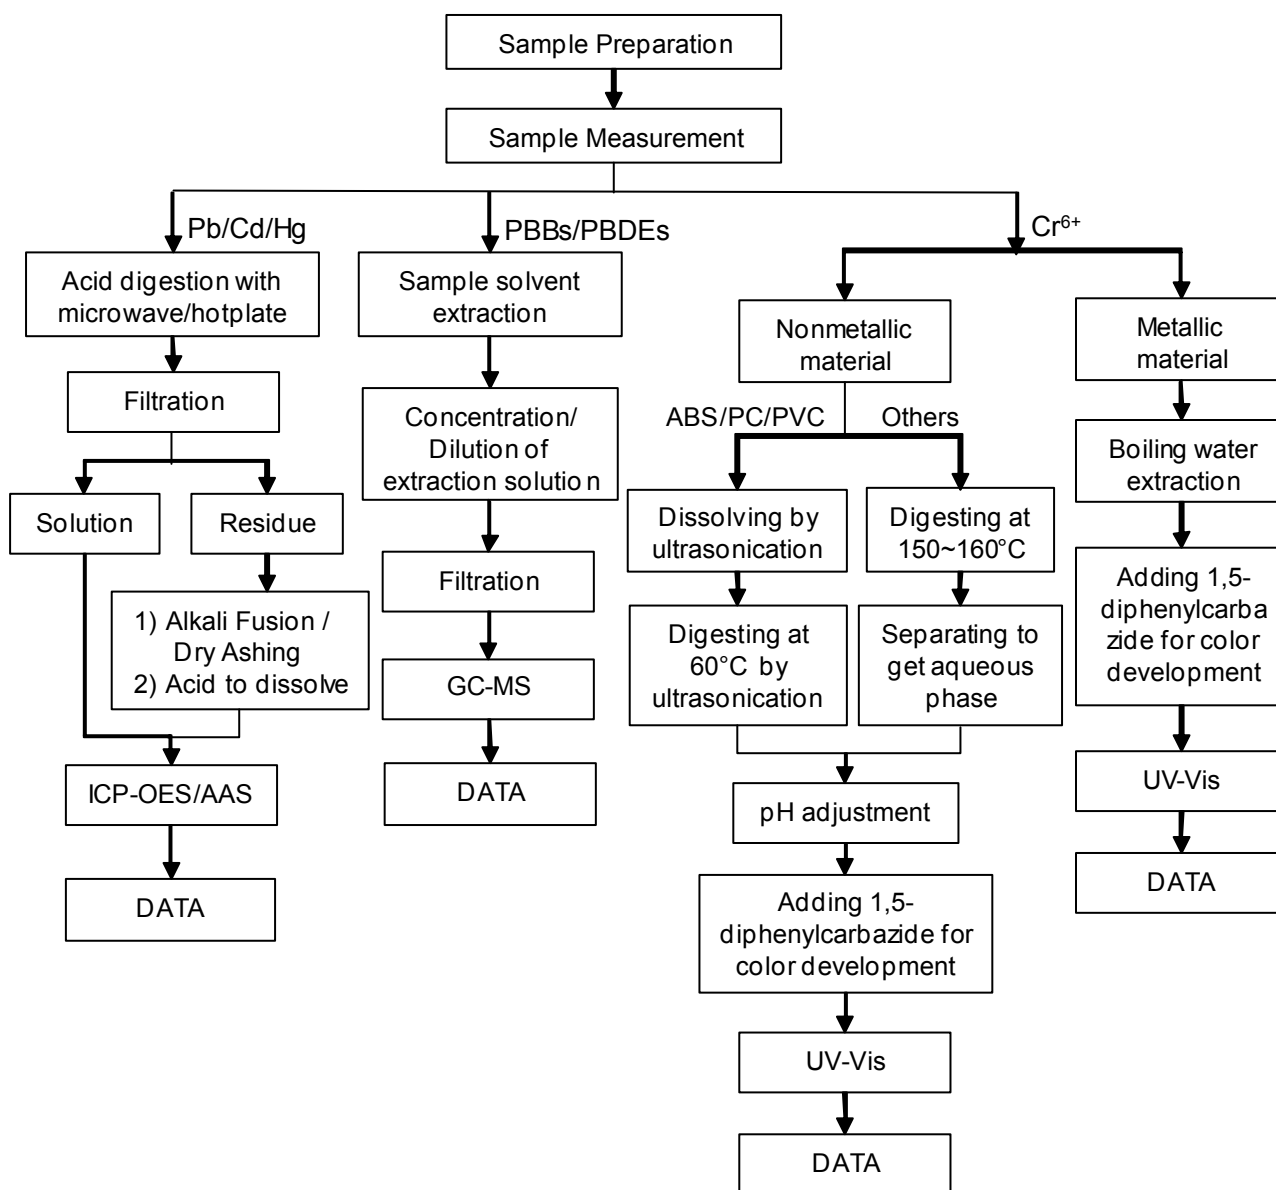 Sample Preparation
Sample Measurement
Pb/Cd/Hg
PBBs/PBDEs
Cr⁶⁺
Acid digestion with
microwave/hotplate
Filtration
Solution
Residue
1) Alkali Fusion /
Dry Ashing
2) Acid to dissolve
ICP-OES/AAS
DATA
Sample solvent
extraction
Concentration/
Dilution of
extraction solution
Filtration
GC-MS
DATA
Nonmetallic
material
ABS/PC/PVC
Others
Dissolving by
ultrasonication
Digesting at
60°C by
ultrasonication
Digesting at
150~160°C
Separating to
get aqueous
phase
pH adjustment
Adding 1,5-
diphenylcarbazide for
color development
UV-Vis
DATA
Metallic
material
Boiling water
extraction
Adding 1,5-
diphenylcarba
zide for color
development
UV-Vis
DATA